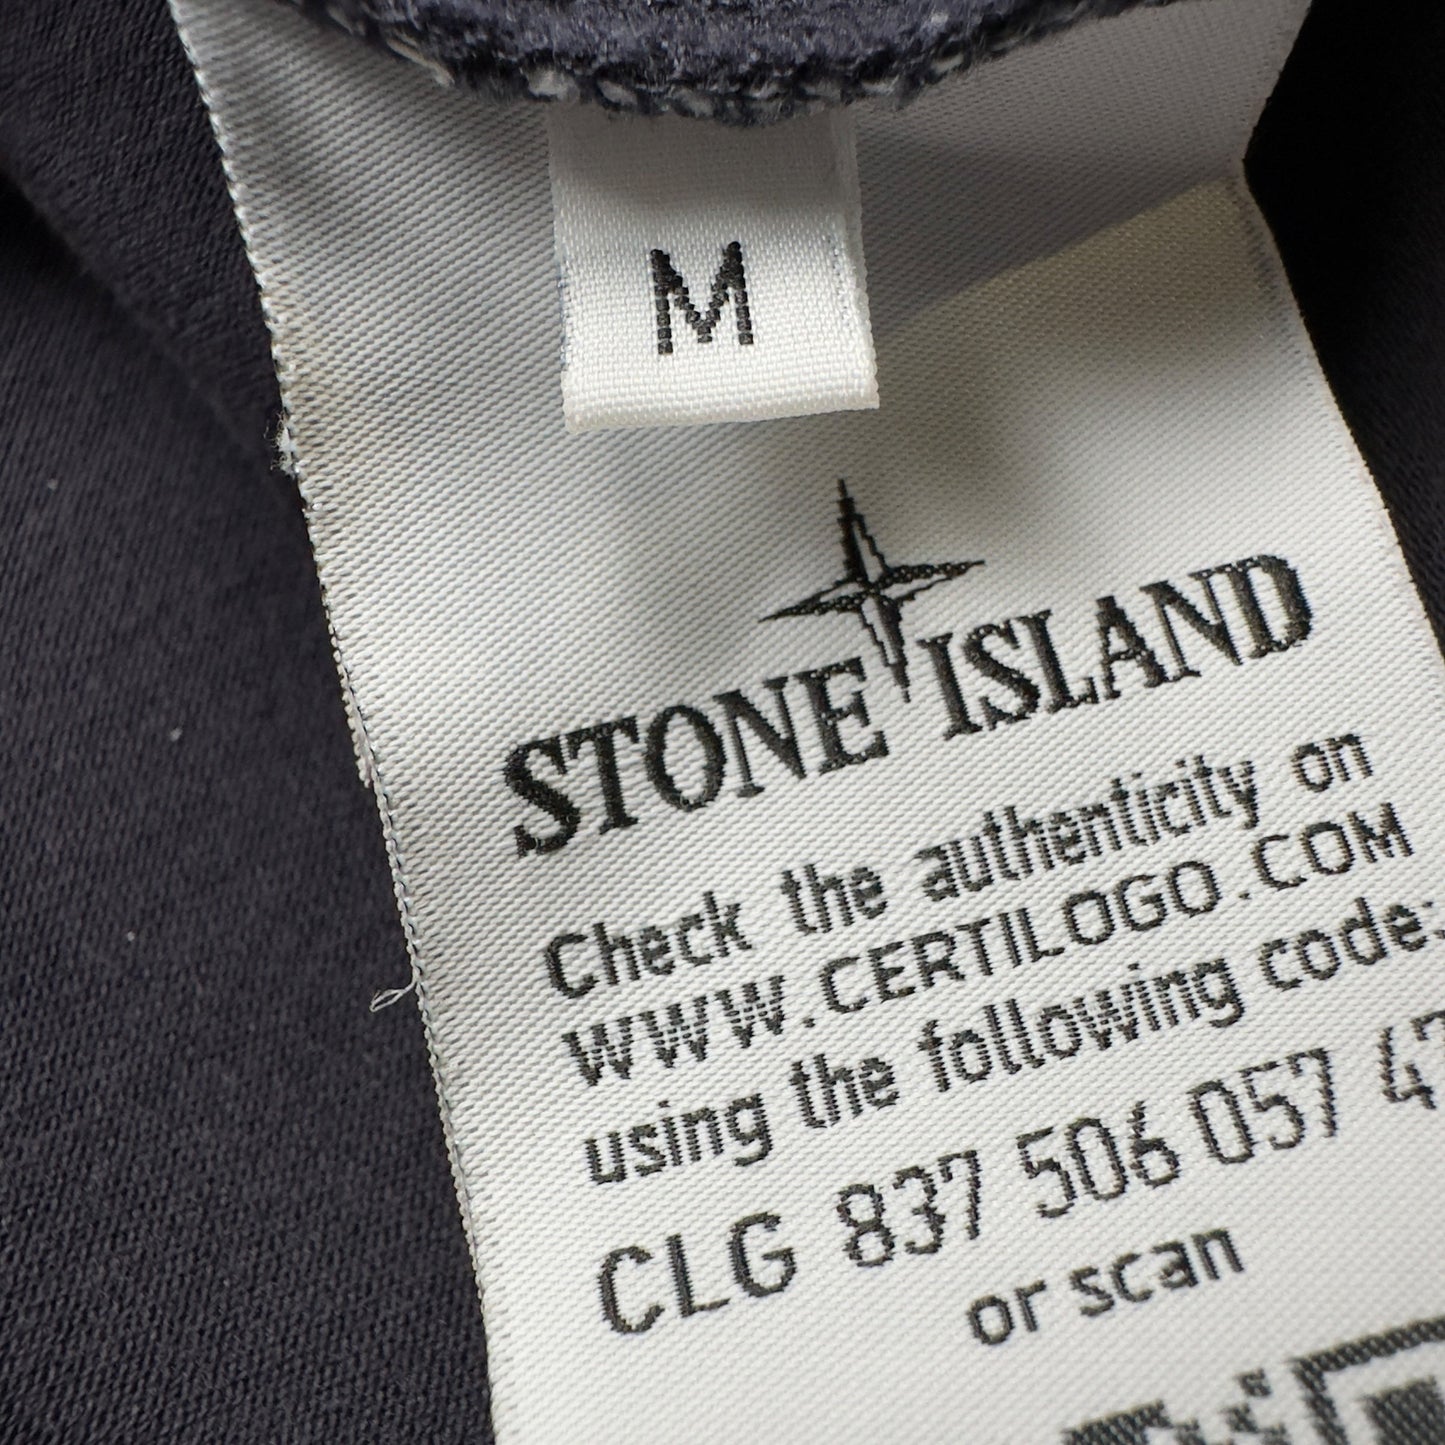 M
STONE ISLAND
Check the authenticity on
WWW.CERTILOGO.COM
using the following code:
CLG 837 506 057 4
or scan